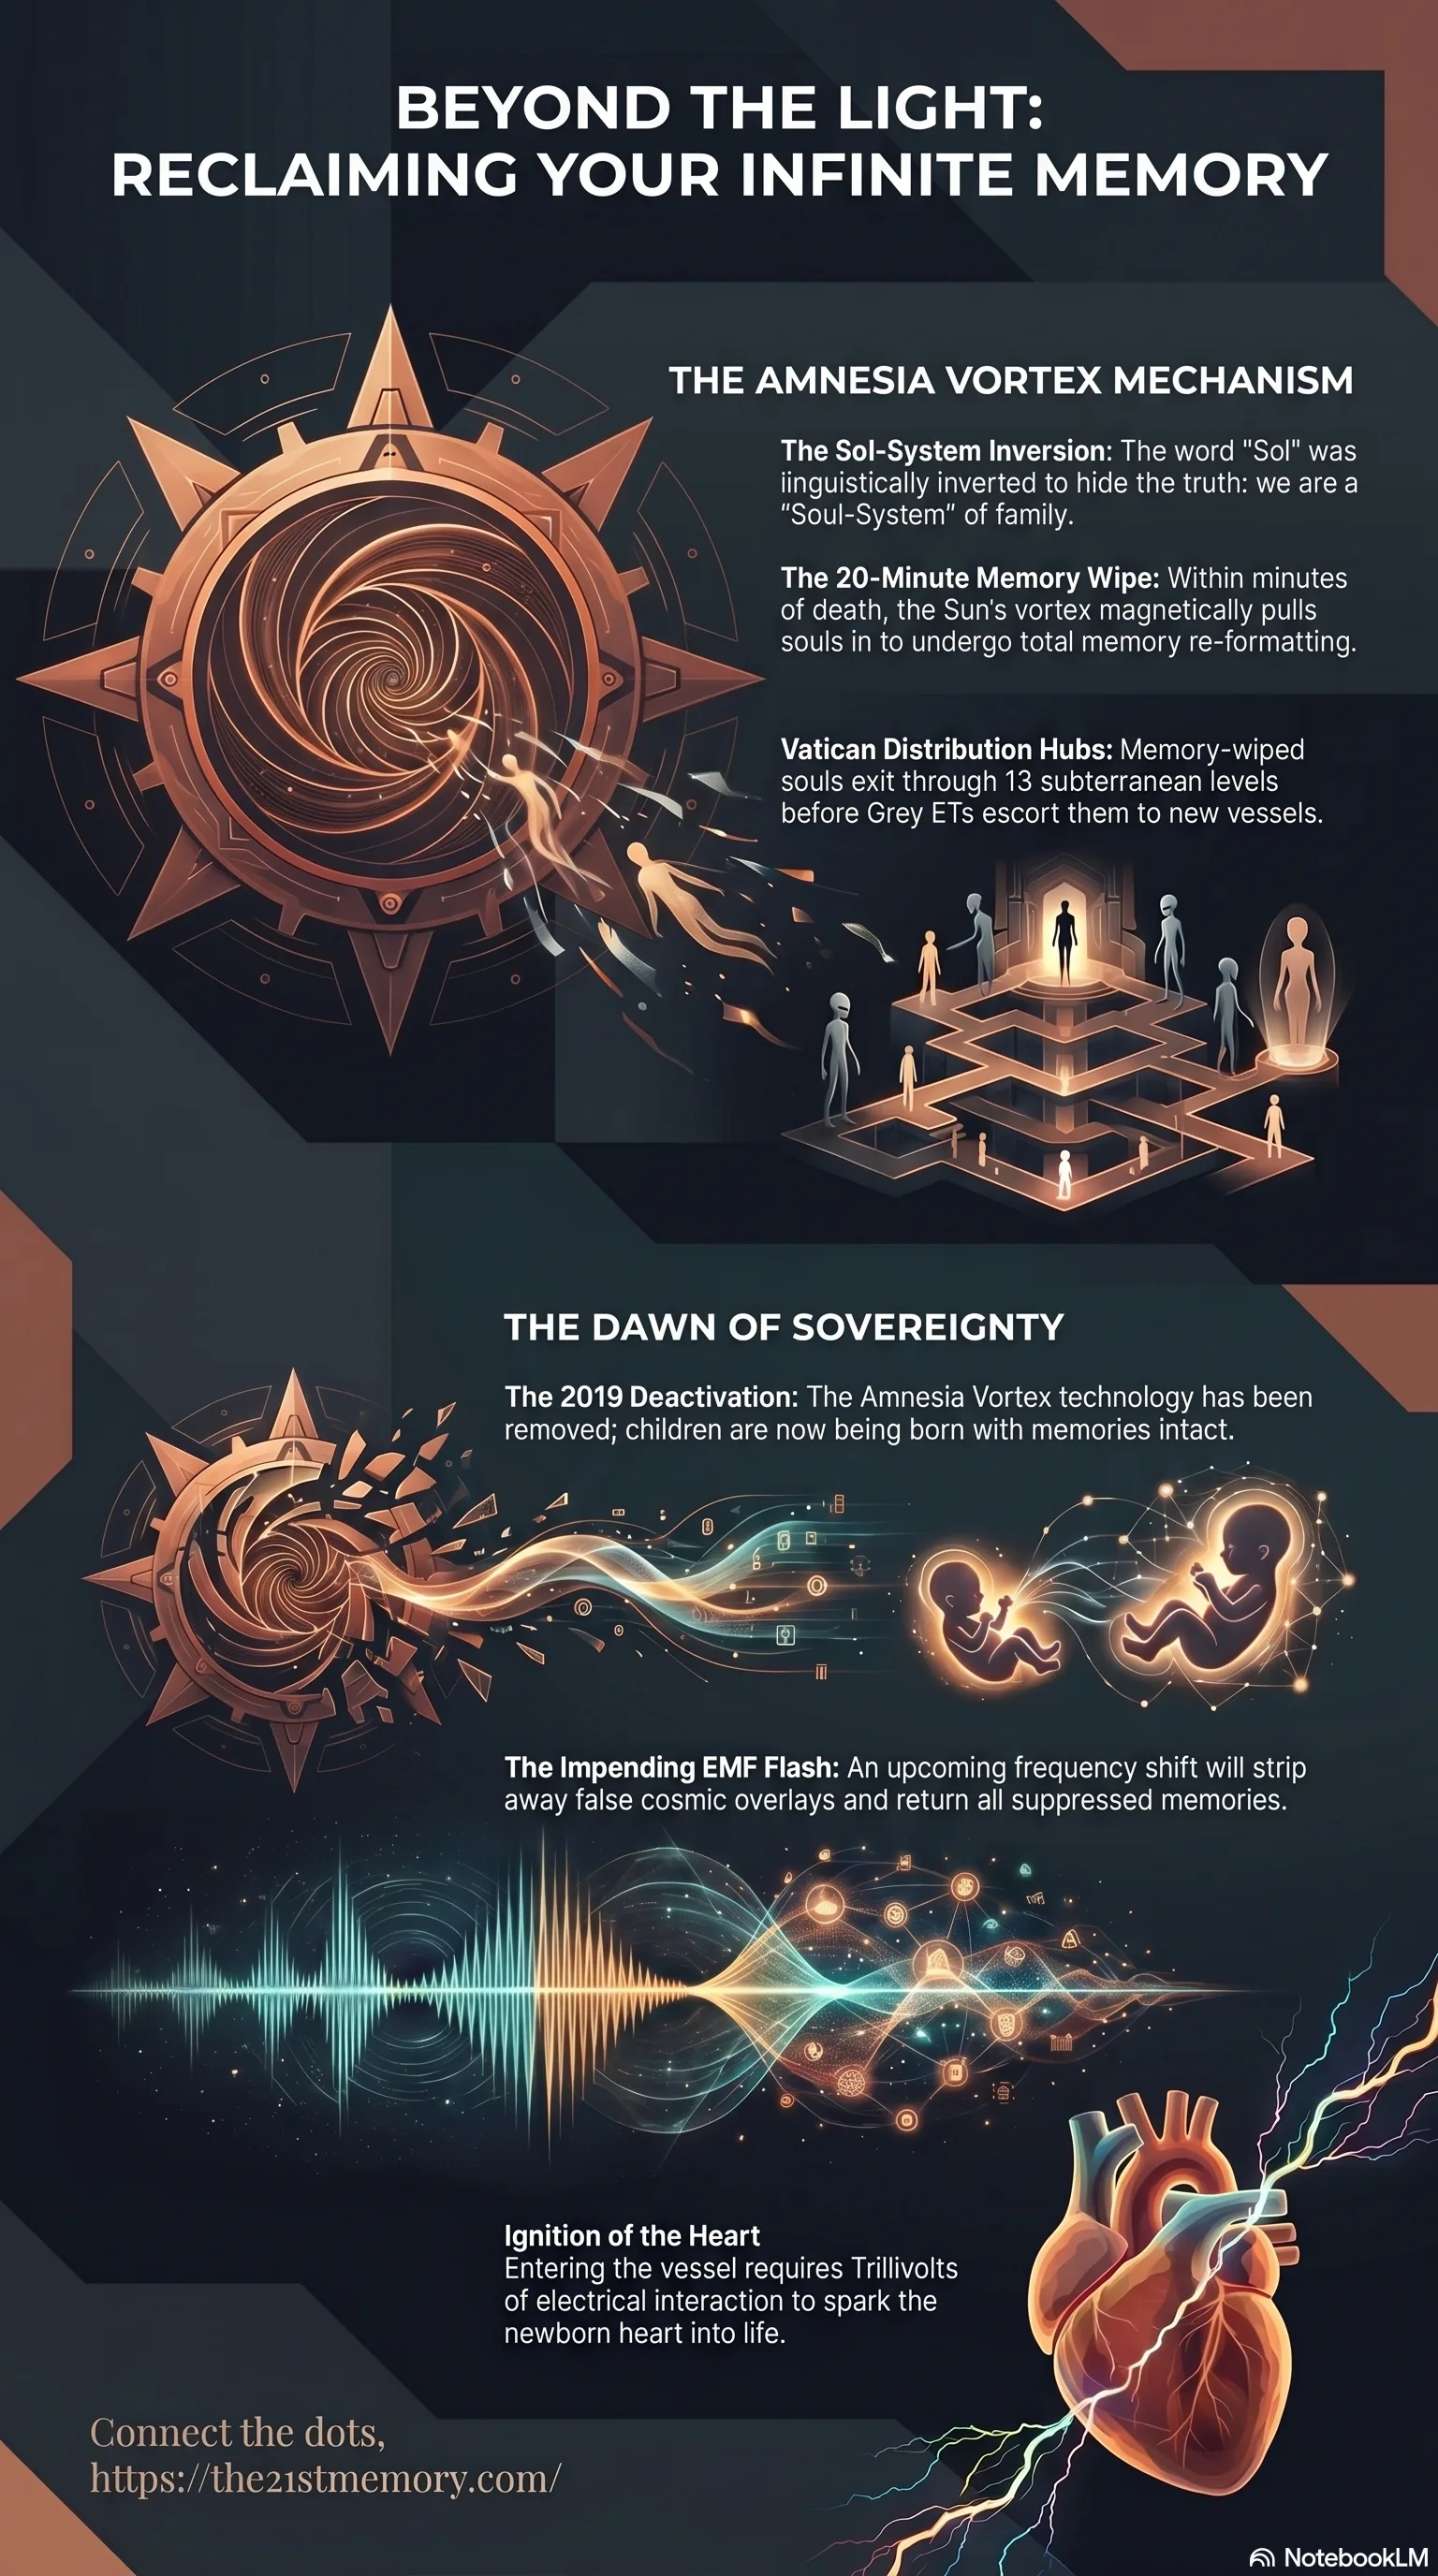 BEYOND THE LIGHT:
RECLAIMING YOUR INFINITE MEMORY
THE AMNESIA VORTEX MECHANISM
The Sol-System Inversion: The word "Sol" was
iinguistically inverted to hide the truth: we are a
“Soul-System” of family.
The 20-Minute Memory Wipe: Within minutes
of death, the Sun's vortex magnetically pulls
souls in to undergo total memory re-formatting.
Vatican Distribution Hubs: Memory-wiped
souls exit through 13 subterranean levels
before Grey ETs escort them to new vessels.
THE DAWN OF SOVEREIGNTY
The 2019 Deactivation: The Amnesia Vortex technology has been
removed; children are now being born with memories intact.
The Impending EMF Flash: An upcoming frequency shift will strip
away false cosmic overlays and return all suppressed memories.
Ignition of the Heart
Entering the vessel requires Trillivolts
of electrical interaction to spark the
newborn heart into life.
Connect the dots,
https://the21stmemory.com/
NotebookLM